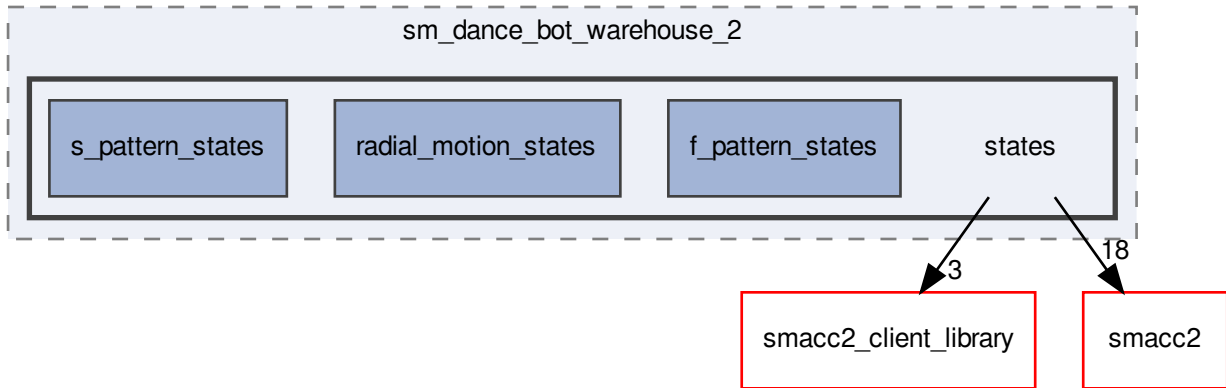 sm_dance_bot_warehouse_2
s_pattern_states
radial_motion_states
f_pattern_states
states
3
18
smacc2_client_library
smacc2